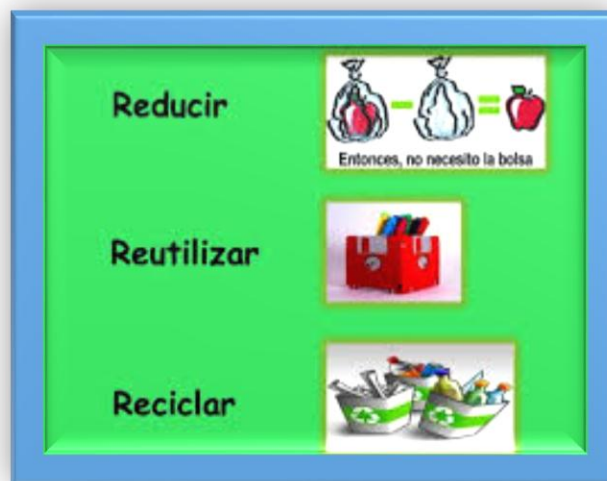 Reducir
Entonces, no necesito la bolsa
Reutilizar
Reciclar